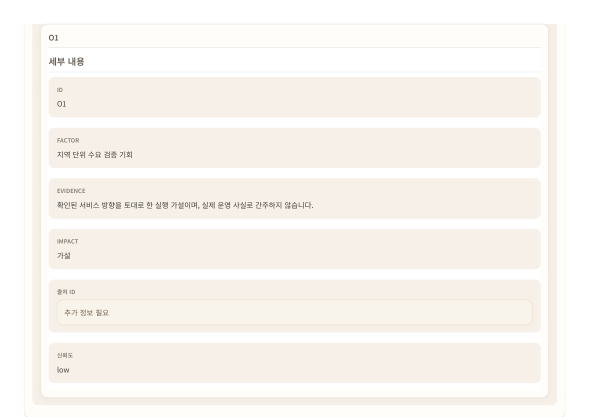 O1
세부 내용
ID
O1
FACTOR
지역 단위 수요 검증 기회
EVIDENCE
확인된 서비스 방향을 토대로 한 실행 가설이며, 실제 운영 사실로 간주하지 않습니다.
IMPACT
가설
출처 ID
추가 정보 필요
신뢰도
low